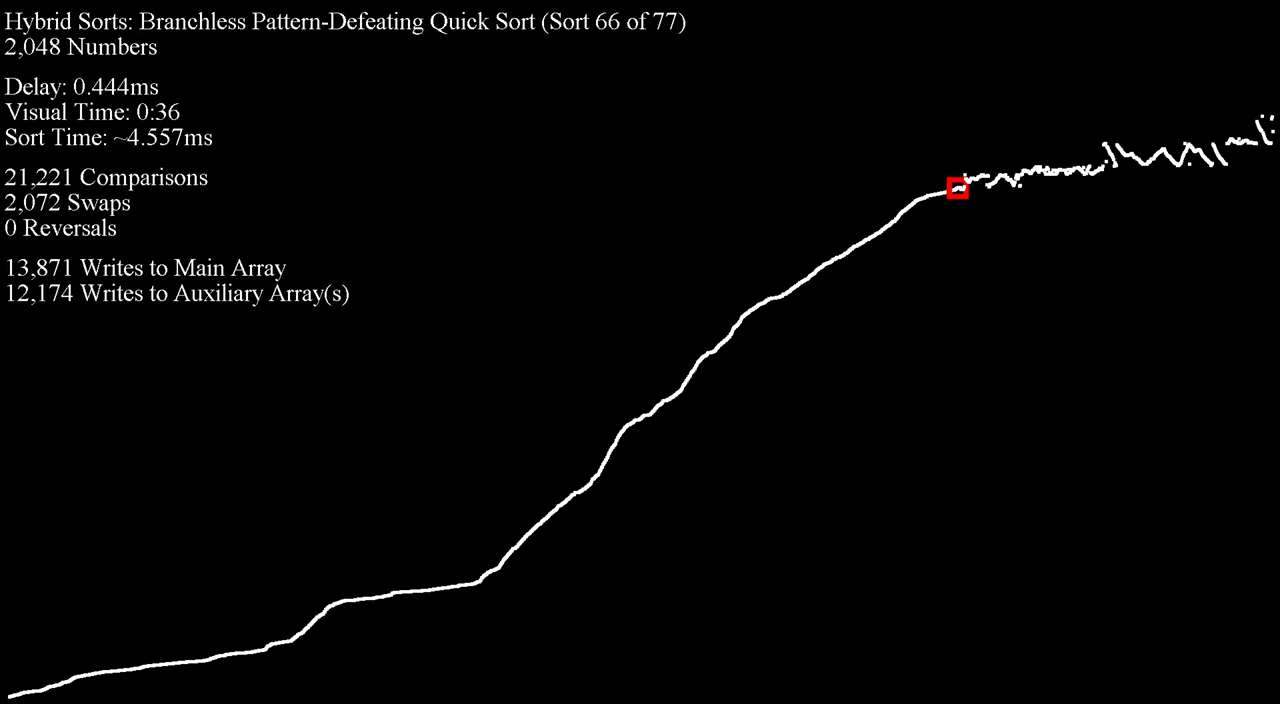 Hybrid Sorts: Branchless Pattern-Defeating Quick Sort (Sort 66 of 77)
2,048 Numbers
Delay: 0.444ms
Visual Time: 0:36
Sort Time: ~4.557ms
21,221 Comparisons
2,072 Swaps
0 Reversals
13,871 Writes to Main Array
12,174 Writes to Auxiliary Array(s)